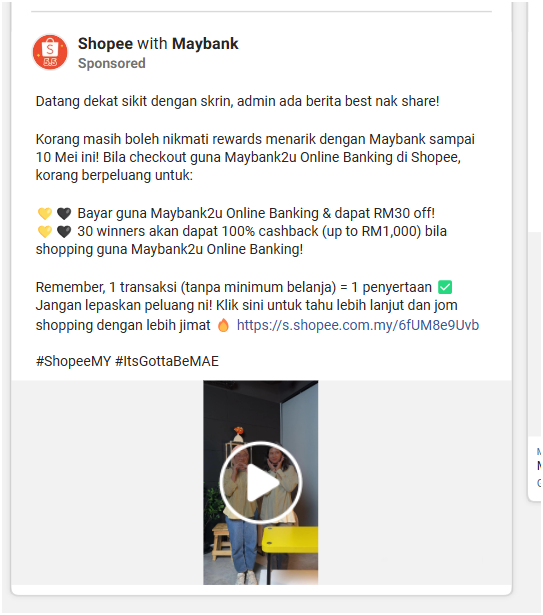 Shopee with Maybank
Sponsored
Datang dekat sikit dengan skrin, admin ada berita best nak share!
Korang masih boleh nikmati rewards menarik dengan Maybank sampai
10 Mei ini! Bila checkout guna Maybank2u Online Banking di Shopee,
korang berpeluang untuk:
💛 🖤 Bayar guna Maybank2u Online Banking & dapat RM30 off!
💛 🖤 30 winners akan dapat 100% cashback (up to RM1,000) bila
shopping guna Maybank2u Online Banking!
Remember, 1 transaksi (tanpa minimum belanja) = 1 penyertaan ✅
Jangan lepaskan peluang ni! Klik sini untuk tahu lebih lanjut dan jom
shopping dengan lebih jimat 🔥 https://s.shopee.com.my/6fUM8e9Uvb
#ShopeeMY #ItsGottaBeMAE